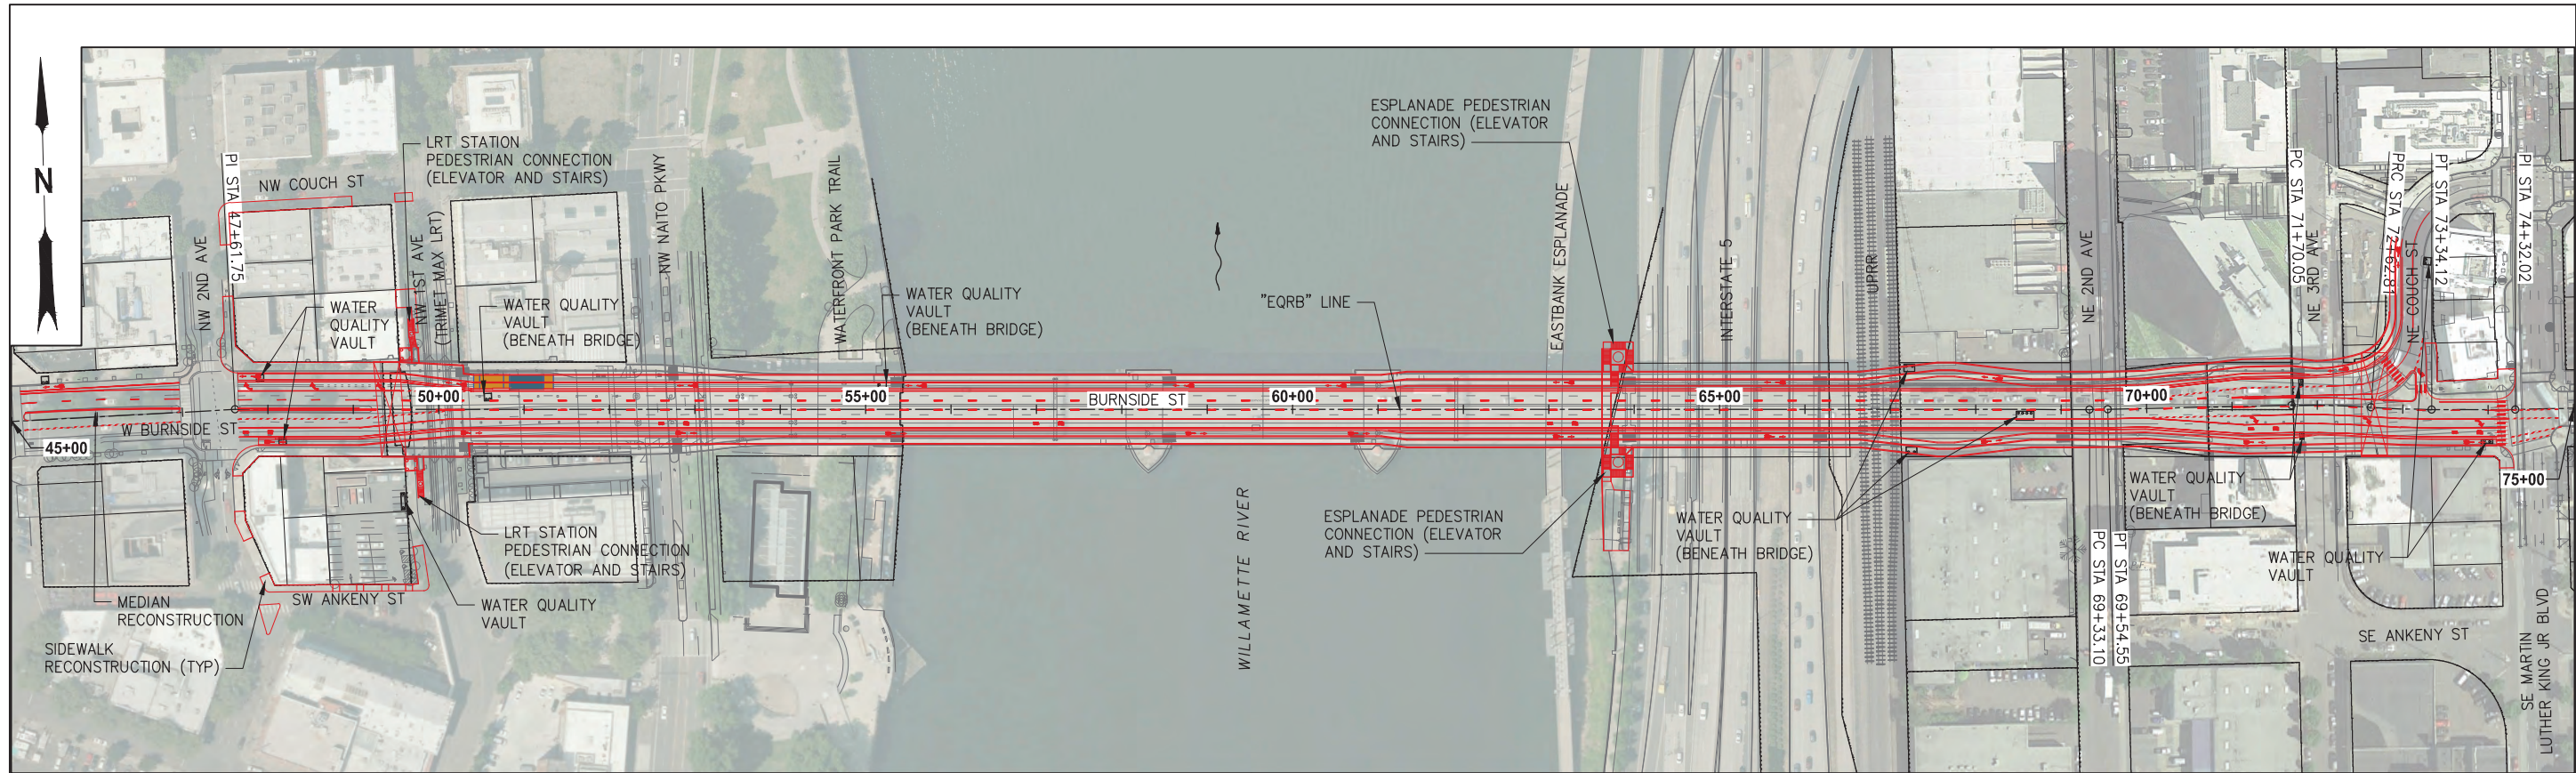 N
PI STA 47+61.75
NW 2ND AVE
NW COUCH ST
LRT STATION
PEDESTRIAN CONNECTION
(ELEVATOR AND STAIRS)
NW 1ST AVE
(TRIMET MAX LRT)
WATER
QUALITY
VAULT
WATER QUALITY
VAULT
(BENEATH BRIDGE)
NW NAITO PKWY
WATERFRONT PARK TRAIL
WATER QUALITY
VAULT
(BENEATH BRIDGE)
"EQRB" LINE
ESPLANADE PEDESTRIAN
CONNECTION (ELEVATOR
AND STAIRS)
EASTBANK ESPLANADE
INTERSTATE 5
UPRR
NE 2ND AVE
PC STA 71+70.05
NE 3RD AVE
PRC STA 72+62.81
NE COUCH ST
PT STA 73+34.12
PI STA 74+32.02
45+00
W BURNSIDE ST
50+00
55+00
BURNSIDE ST
60+00
65+00
70+00
75+00
MEDIAN
RECONSTRUCTION
SIDEWALK
RECONSTRUCTION (TYP)
SW ANKENY ST
LRT STATION
PEDESTRIAN CONNECTION
(ELEVATOR AND STAIRS)
WATER QUALITY
VAULT
WILLAMETTE RIVER
ESPLANADE PEDESTRIAN
CONNECTION (ELEVATOR
AND STAIRS)
WATER QUALITY
VAULT
(BENEATH BRIDGE)
PC STA 69+33.10
PT STA 69+54.55
WATER QUALITY
VAULT
(BENEATH BRIDGE)
WATER QUALITY
VAULT
SE ANKENY ST
SE MARTIN
LUTHER KING JR BLVD